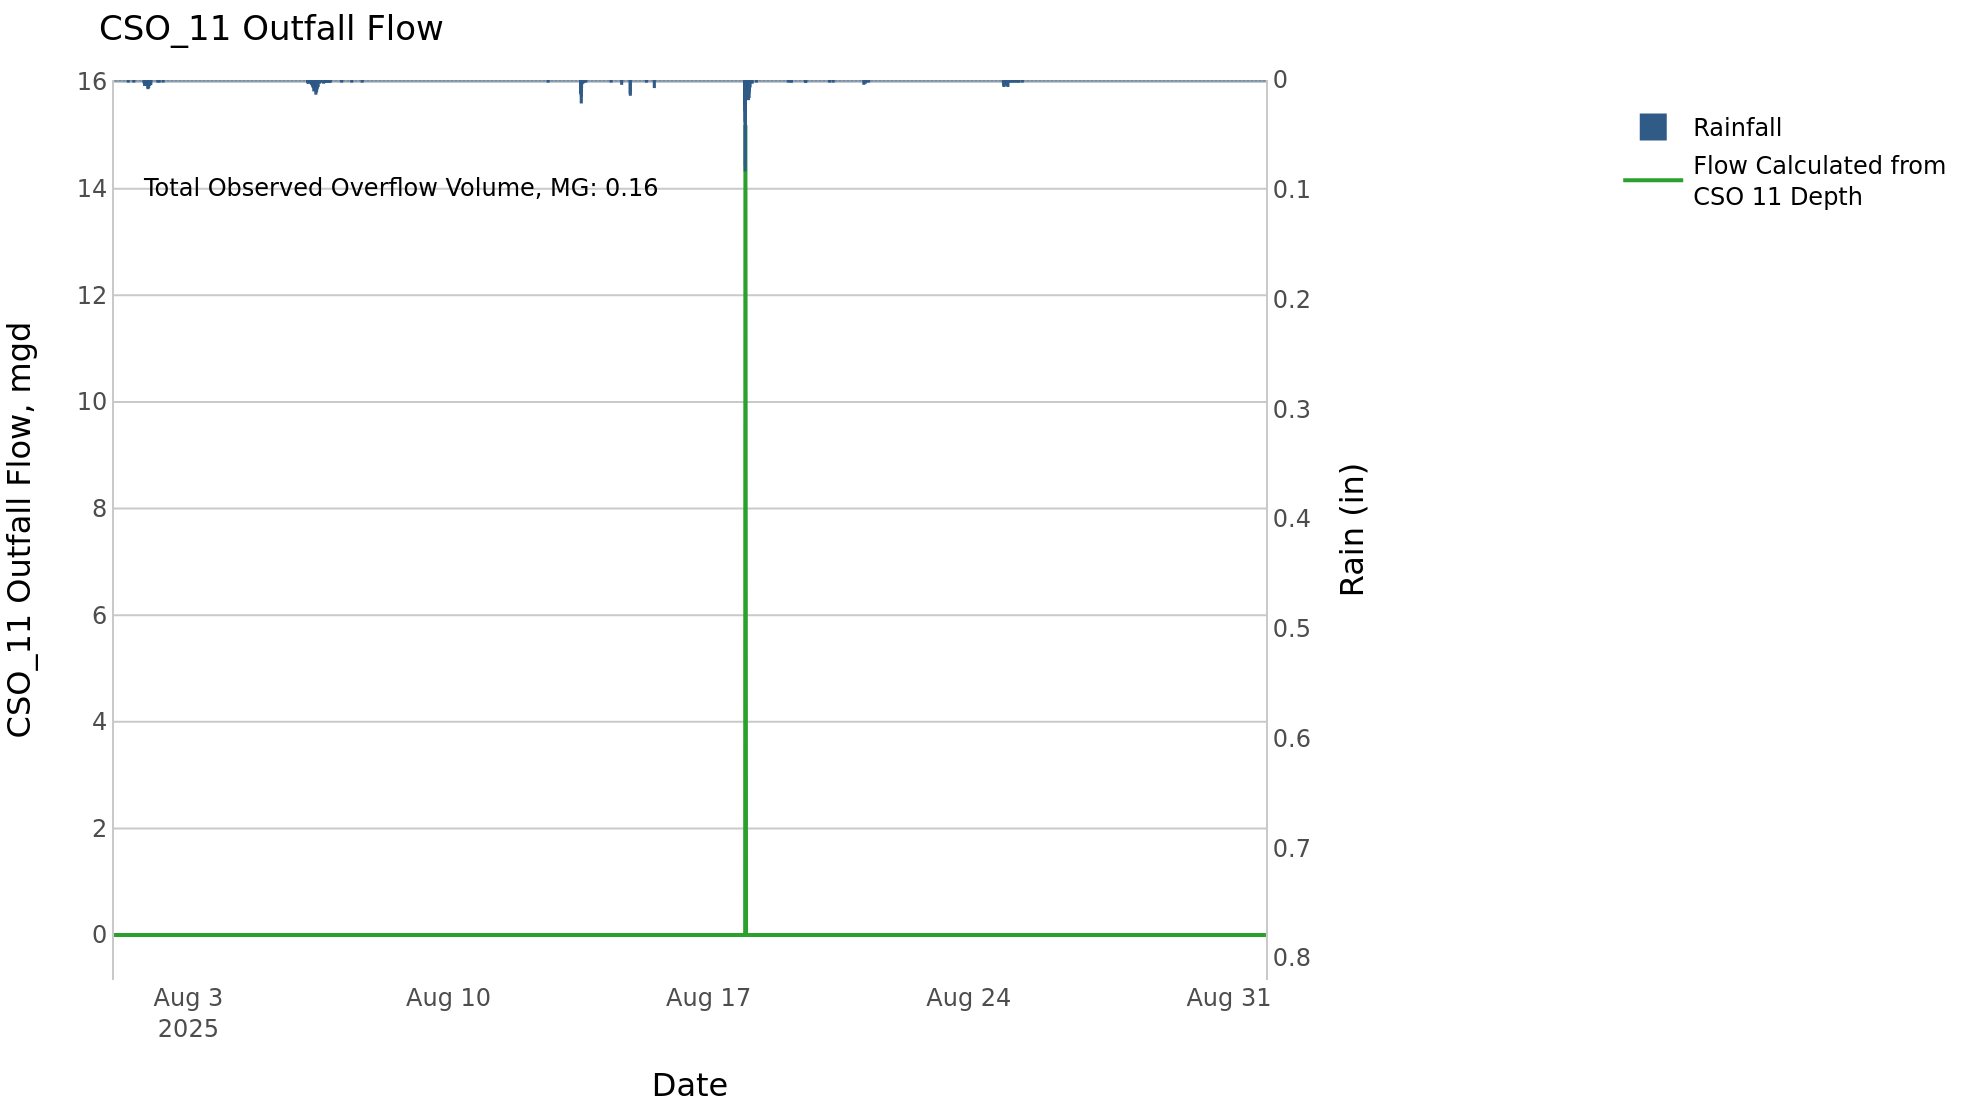 CSO_11 Outfall Flow
16
14
12
10
8
6
4
2
0
CSO_11 Outfall Flow, mgd
Total Observed Overflow Volume, MG: 0.16
0
0.1
0.2
0.3
0.4
0.5
0.6
0.7
0.8
Rain (in)
Rainfall
Flow Calculated from
CSO 11 Depth
Aug 3
2025
Aug 10
Aug 17
Aug 24
Aug 31
Date